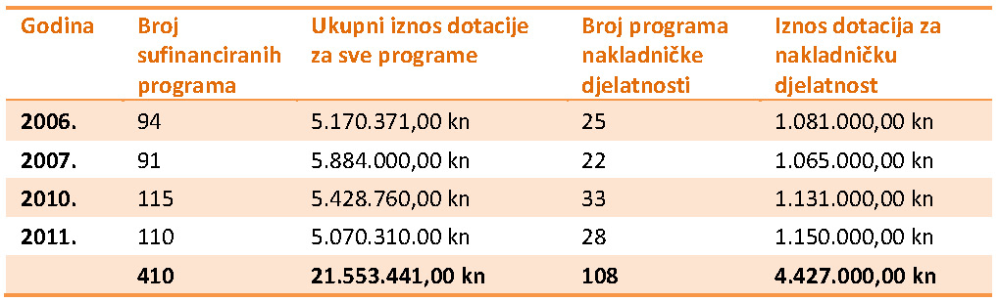 Godina Broj Ukupni iznos dotacije Broj programa Iznos dotacija za
sufinanciranih za sve programe nakladničke nakladničku
programa djelatnosti djelatnost
2006. 94 5.170.371,00 kn 25 1.081.000,00 kn
2007. 91 5.884.000,00 kn 22 1.065.000,00 kn
2010. 115 5.428.760,00 kn 33 1.131.000,00 kn
2011. 110 5.070.310.00 kn 28 1.150.000,00 kn
410 21.553.441,00 kn 108 4.427.000,00 kn